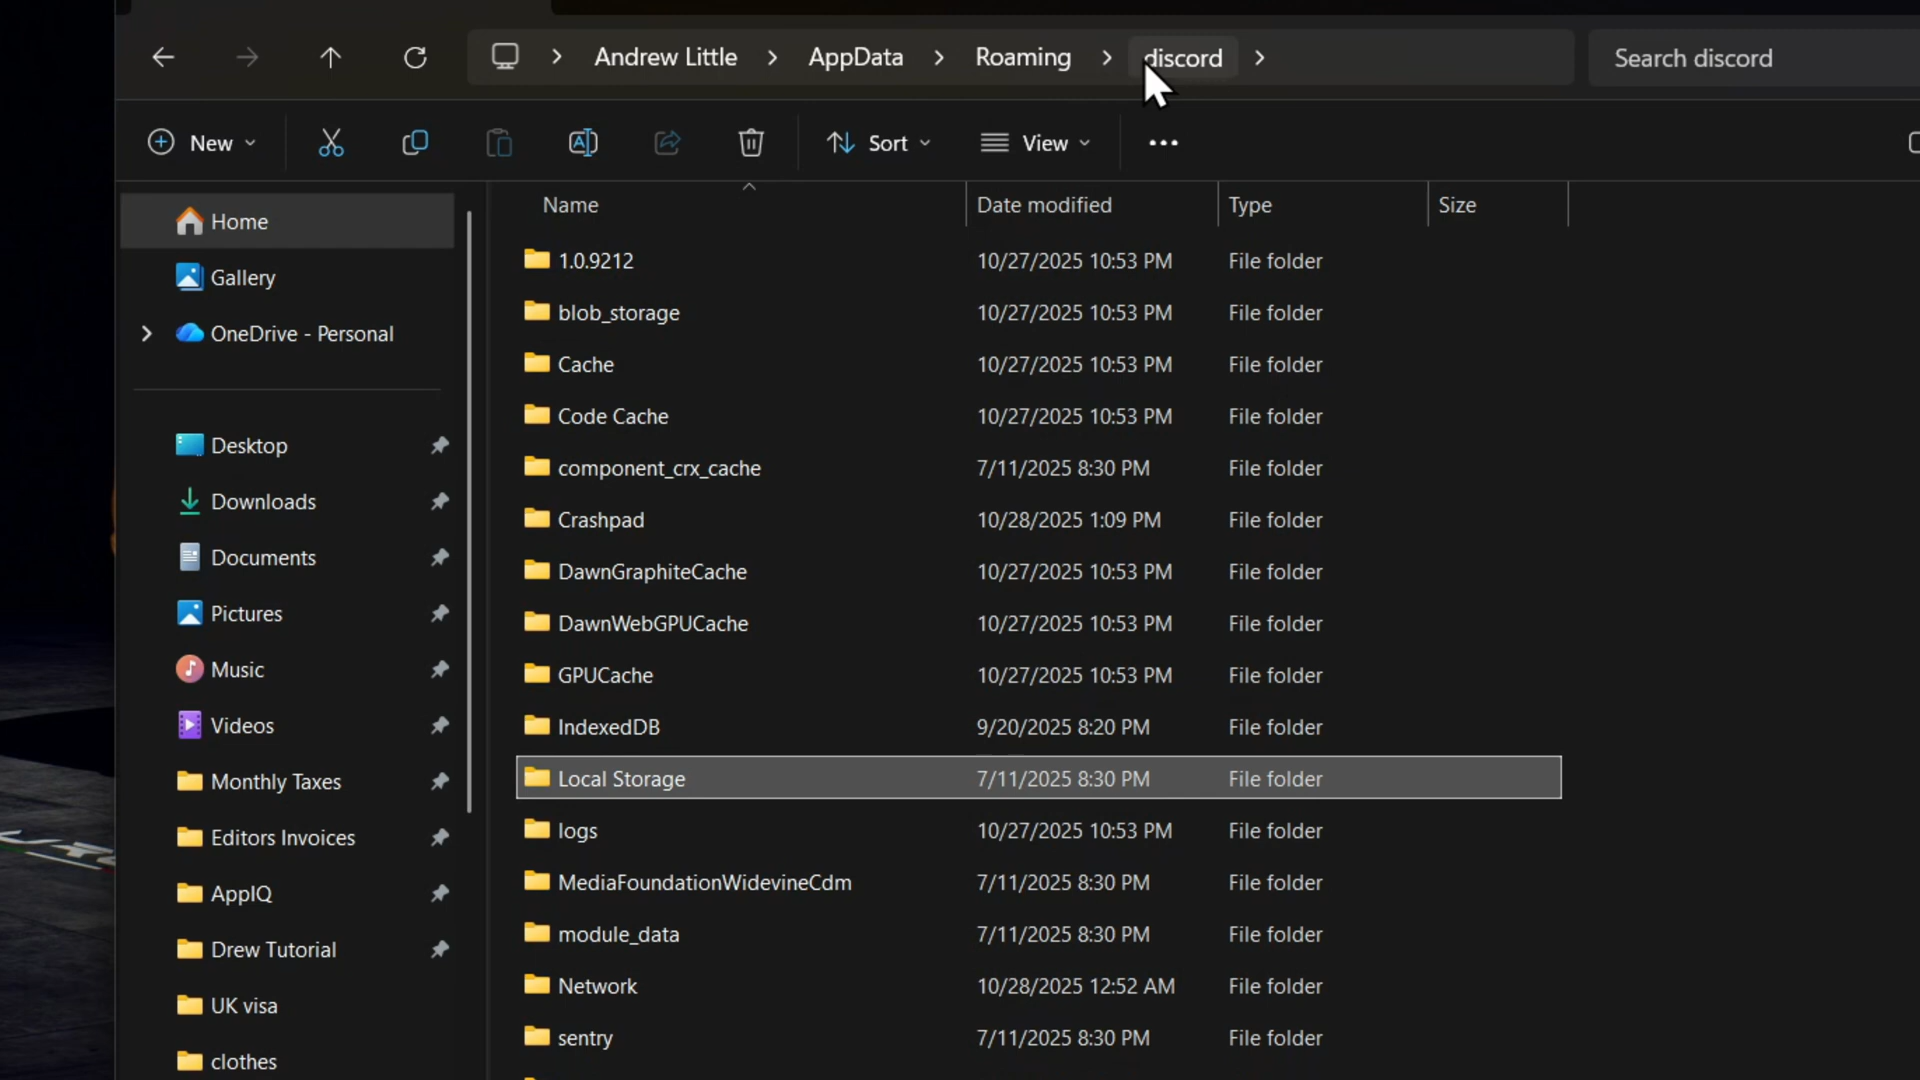 Andrew Little > AppData > Roaming > discord >
Search discord
New
Sort
View
Name
Date modified
Type
Size
Home
Gallery
OneDrive - Personal
Desktop
Downloads
Documents
Pictures
Music
Videos
Monthly Taxes
Editors Invoices
AppIQ
Drew Tutorial
UK visa
clothes
1.0.9212 10/27/2025 10:53 PM File folder
blob_storage 10/27/2025 10:53 PM File folder
Cache 10/27/2025 10:53 PM File folder
Code Cache 10/27/2025 10:53 PM File folder
component_crx_cache 7/11/2025 8:30 PM File folder
Crashpad 10/28/2025 1:09 PM File folder
DawnGraphiteCache 10/27/2025 10:53 PM File folder
DawnWebGPUCache 10/27/2025 10:53 PM File folder
GPUCache 10/27/2025 10:53 PM File folder
IndexedDB 9/20/2025 8:20 PM File folder
Local Storage 7/11/2025 8:30 PM File folder
logs 10/27/2025 10:53 PM File folder
MediaFoundationWidevineCdm 7/11/2025 8:30 PM File folder
module_data 7/11/2025 8:30 PM File folder
Network 10/28/2025 12:52 AM File folder
sentry 7/11/2025 8:30 PM File folder